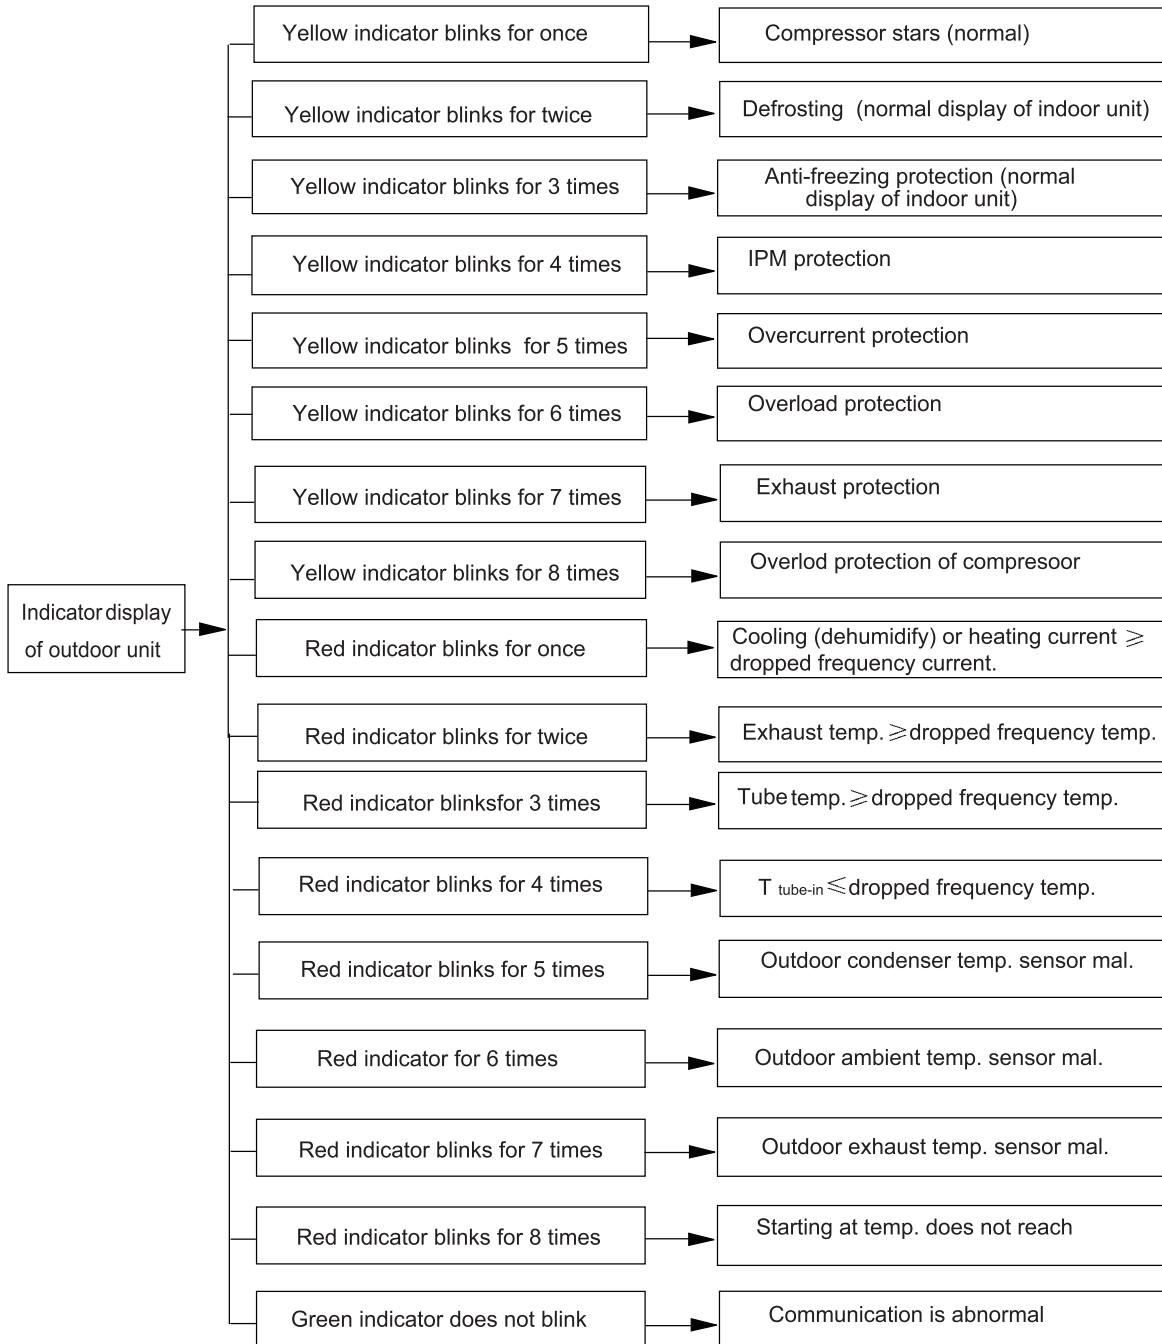 Yellow indicator blinks for once
Compressor stars (normal)
Yellow indicator blinks for twice
Defrosting (normal display of indoor unit)
Yellow indicator blinks for 3 times
Anti-freezing protection (normal
display of indoor unit)
Yellow indicator blinks for 4 times
IPM protection
Yellow indicator blinks for 5 times
Overcurrent protection
Yellow indicator blinks for 6 times
Overload protection
Yellow indicator blinks for 7 times
Exhaust protection
Yellow indicator blinks for 8 times
Overlod protection of compresoor
Indicator display
of outdoor unit
Red indicator blinks for once
Cooling (dehumidify) or heating current ⩾
dropped frequency current.
Red indicator blinks for twice
Exhaust temp. ⩾dropped frequency temp.
Red indicator blinksfor 3 times
Tube temp. ⩾dropped frequency temp.
Red indicator blinks for 4 times
T tube-in ⩽dropped frequency temp.
Red indicator blinks for 5 times
Outdoor condenser temp. sensor mal.
Red indicator for 6 times
Outdoor ambient temp. sensor mal.
Red indicator blinks for 7 times
Outdoor exhaust temp. sensor mal.
Red indicator blinks for 8 times
Starting at temp. does not reach
Green indicator does not blink
Communication is abnormal